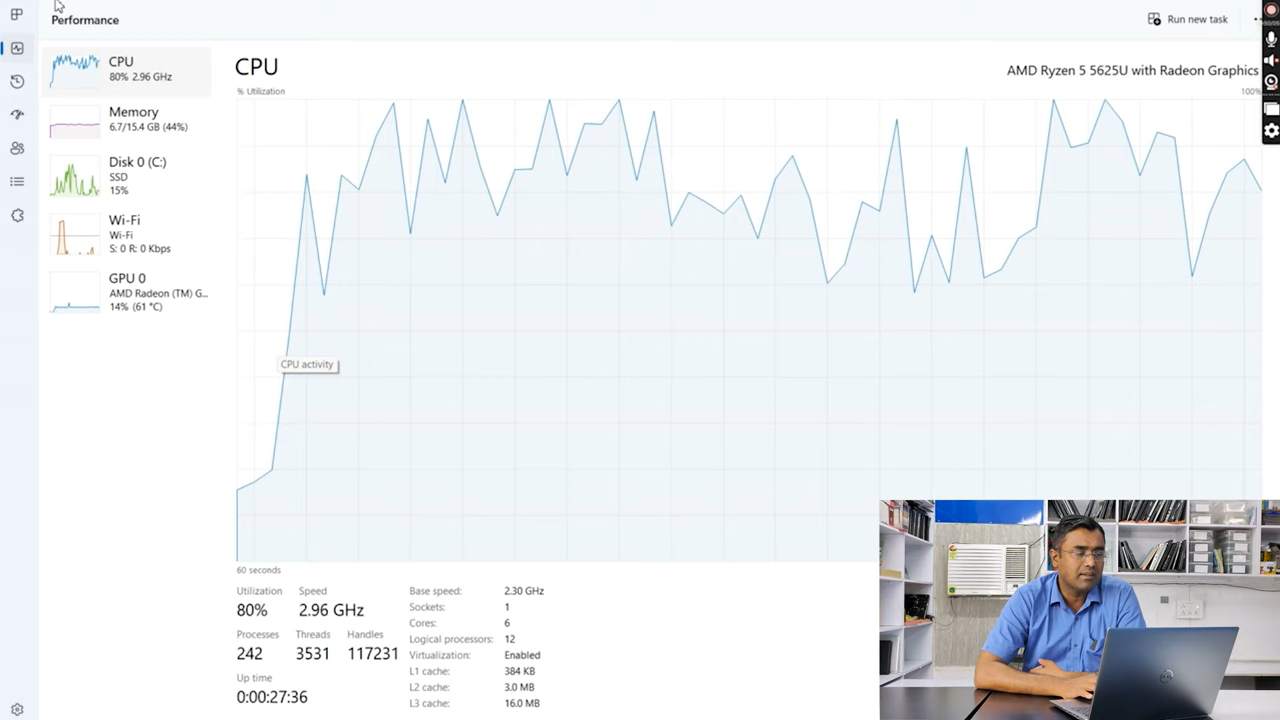 Performance
Run new task
CPU
80% 2.96 GHz
Memory
6.7/15.4 GB (44%)
Disk 0 (C:)
SSD
15%
Wi-Fi
Wi-Fi
S: 0 R: 0 Kbps
GPU 0
AMD Radeon (TM) G...
14% (61 °C)
CPU
AMD Ryzen 5 5625U with Radeon Graphics
% Utilization
100%
CPU activity
60 seconds
Utilization
Speed
80%
2.96 GHz
Processes
Threads
Handles
242
3531
117231
Up time
0:00:27:36
Base speed: 2.30 GHz
Sockets: 1
Cores: 6
Logical processors: 12
Virtualization: Enabled
L1 cache: 384 KB
L2 cache: 3.0 MB
L3 cache: 16.0 MB